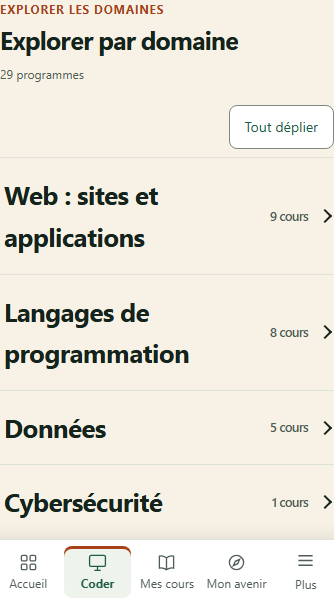 EXPLORER LES DOMAINES
Explorer par domaine
29 programmes
Tout déplier
Web : sites et
applications
9 cours
Langages de
programmation
8 cours
Données
5 cours
Cybersécurité
1 cours
Accueil
Coder
Mes cours
Mon avenir
Plus